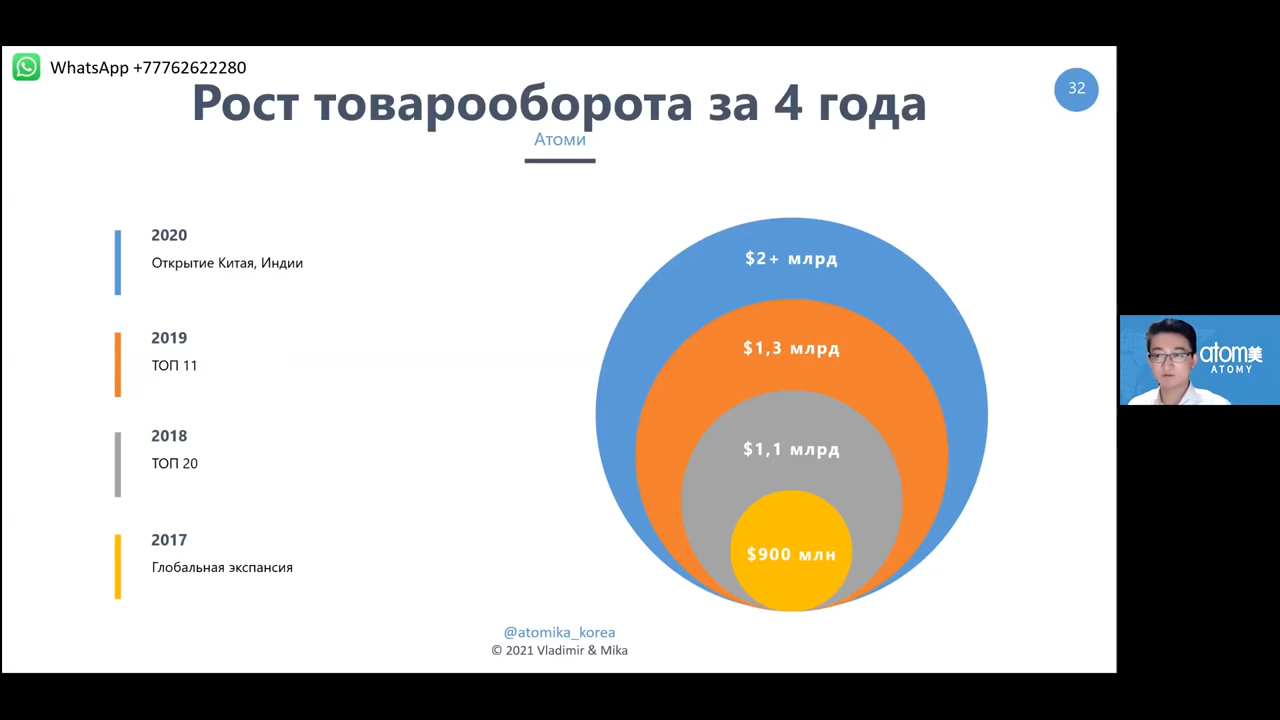 WhatsApp +77762622280
Рост товарооборота за 4 года
32
Атоми
2020
Открытие Китая, Индии
2019
ТОП 11
2018
ТОП 20
2017
Глобальная экспансия
$2+ млрд
$1,3 млрд
$1,1 млрд
$900 млн
@atomika_korea
© 2021 Vladimir & Mika
atom美
ATOMY